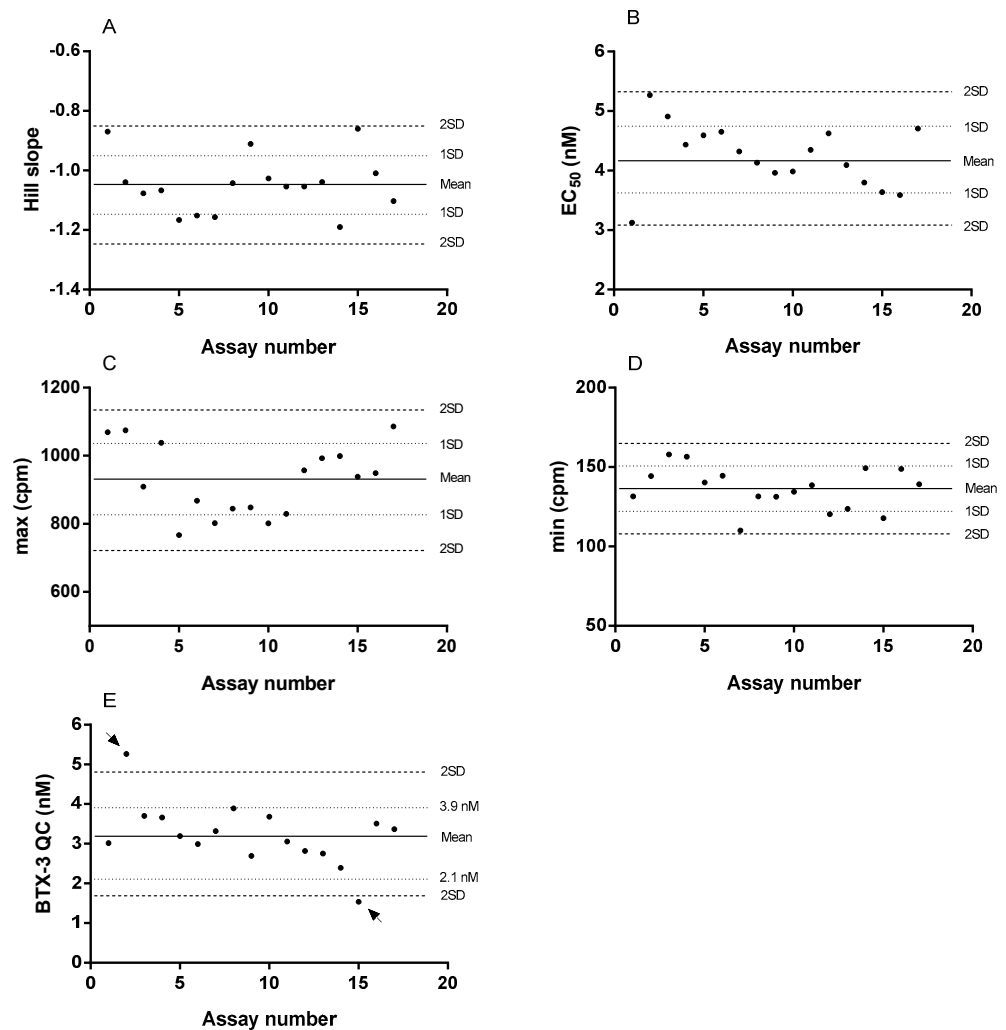 A
Hill slope
-0.6
-0.8
-1.0
-1.2
-1.4
2SD
1SD
Mean
1SD
2SD
0 5 10 15 20
Assay number
B
EC50 (nM)
6
5
4
3
2
2SD
1SD
Mean
1SD
2SD
0 5 10 15 20
Assay number
C
max (cpm)
1200
1000
800
600
2SD
1SD
Mean
1SD
2SD
0 5 10 15 20
Assay number
D
min (cpm)
200
150
100
50
2SD
1SD
Mean
1SD
2SD
0 5 10 15 20
Assay number
E
BTX-3 QC (nM)
6
5
4
3
2
1
0
2SD
3.9 nM
Mean
2.1 nM
2SD
0 5 10 15 20
Assay number